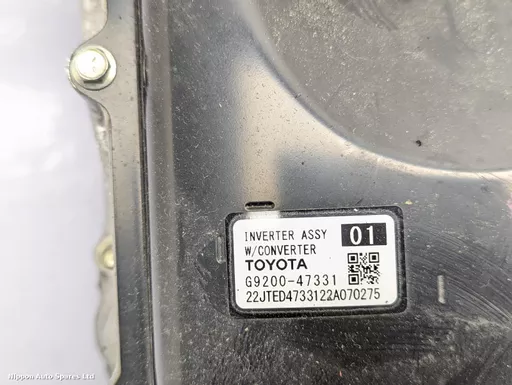 INVERTER ASSY 01
W/CONVERTER
TOYOTA
G9200-47331
22JTED4733122A070275
Nippon Auto Spares Ltd